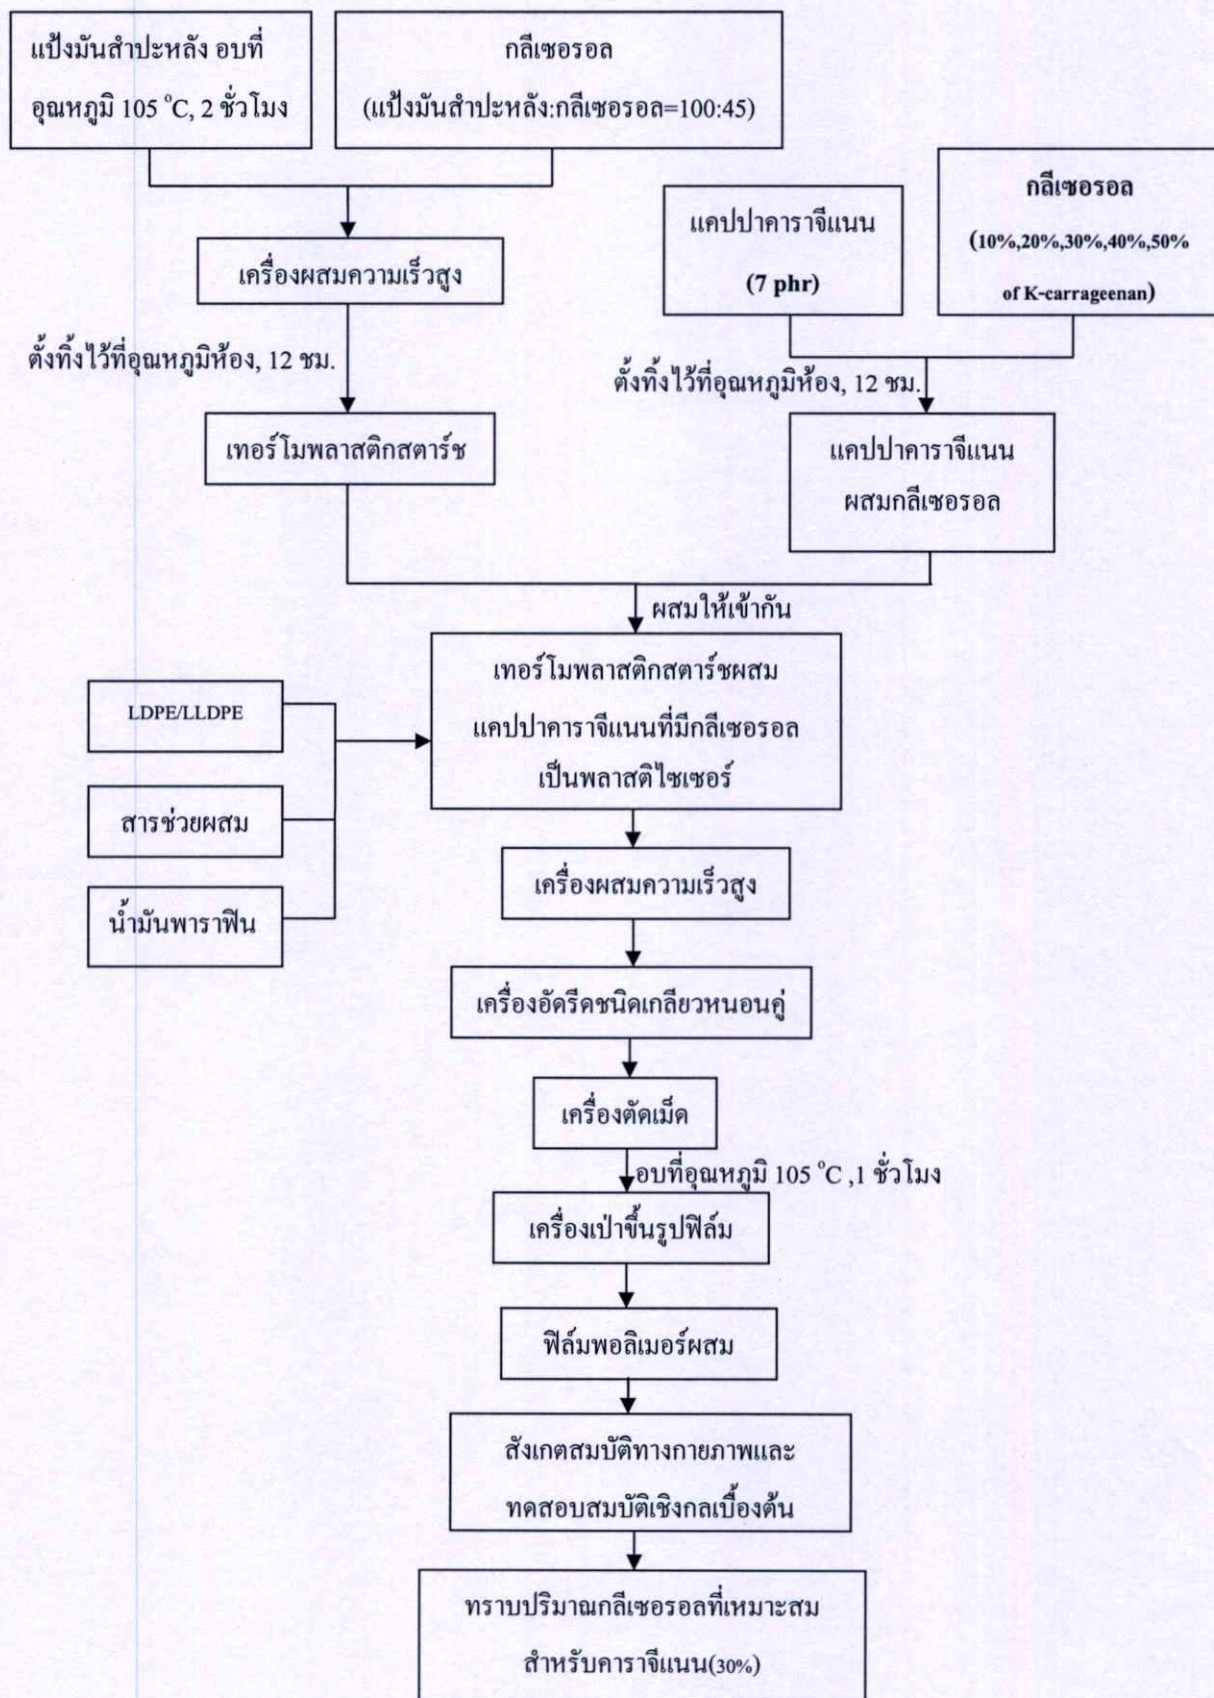 แป้งมันสำปะหลัง อบที่
อุณหภูมิ 105 °C, 2 ชั่วโมง
กลีเซอรอล
(แป้งมันสำปะหลัง:กลีเซอรอล=100:45)
แคปปาคาราจีแนน
(7 phr)
กลีเซอรอล
(10%,20%,30%,40%,50%
of K-carrageenan)
เครื่องผสมความเร็วสูง
ตั้งทิ้งไว้ที่อุณหภูมิห้อง, 12 ชม.
ตั้งทิ้งไว้ที่อุณหภูมิห้อง, 12 ชม.
เทอร์โมพลาสติกสตาร์ช
แคปปาคาราจีแนน
ผสมกลีเซอรอล
ผสมให้เข้ากัน
เทอร์โมพลาสติกสตาร์ชผสม
แคปปาคาราจีแนนที่มีกลีเซอรอล
เป็นพลาสติไซเซอร์
LDPE/LLDPE
สารช่วยผสม
น้ำมันพาราฟิน
เครื่องผสมความเร็วสูง
เครื่องอัดรีดชนิดเกลียวหนอนคู่
เครื่องตัดเม็ด
อบที่อุณหภูมิ 105 °C ,1 ชั่วโมง
เครื่องเป่าขึ้นรูปฟิล์ม
ฟิล์มพอลิเมอร์ผสม
สังเกตสมบัติทางกายภาพและ
ทดสอบสมบัติเชิงกลเบื้องต้น
ทราบปริมาณกลีเซอรอลที่เหมาะสม
สำหรับคาราจีแนน(30%)